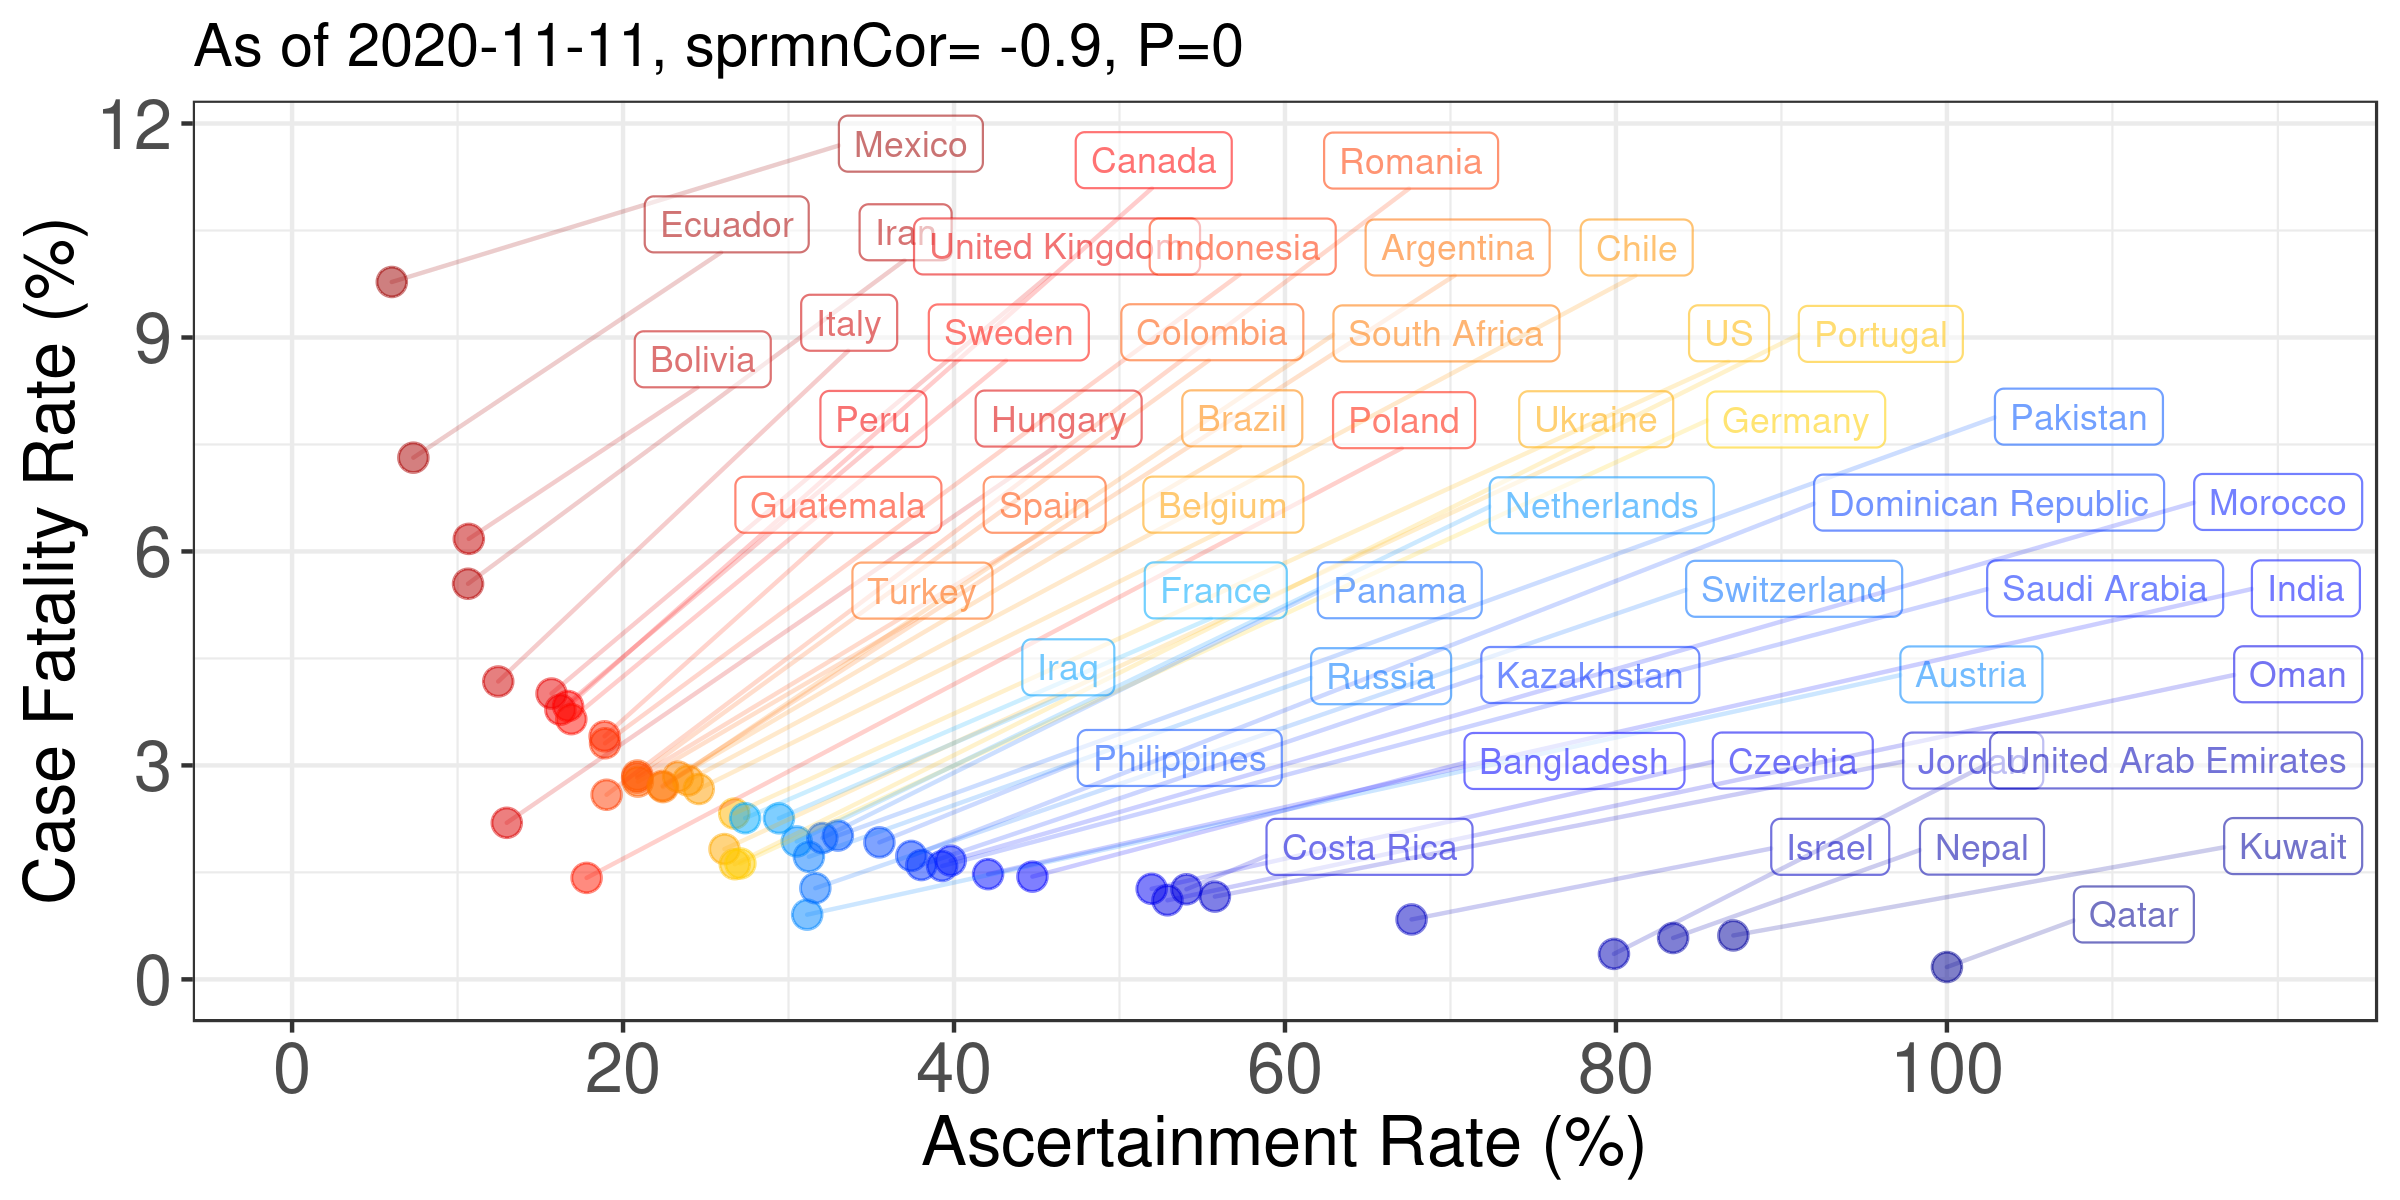 As of 2020-11-11, sprmnCor= -0.9, P=0
12
Mexico
Canada
Romania
Ecuador
Iran
United Kingdom
Indonesia
Argentina
Chile
9
Italy
Sweden
Colombia
South Africa
US
Portugal
Bolivia
Peru
Hungary
Brazil
Poland
Ukraine
Germany
Pakistan
Guatemala
Spain
Belgium
Netherlands
Dominican Republic
Morocco
6
Turkey
France
Panama
Switzerland
Saudi Arabia
India
Iraq
Russia
Kazakhstan
Austria
Oman
3
Philippines
Bangladesh
Czechia
Jordan
United Arab Emirates
Costa Rica
Israel
Nepal
Kuwait
Qatar
0
Case Fatality Rate (%)
0 20 40 60 80 100
Ascertainment Rate (%)